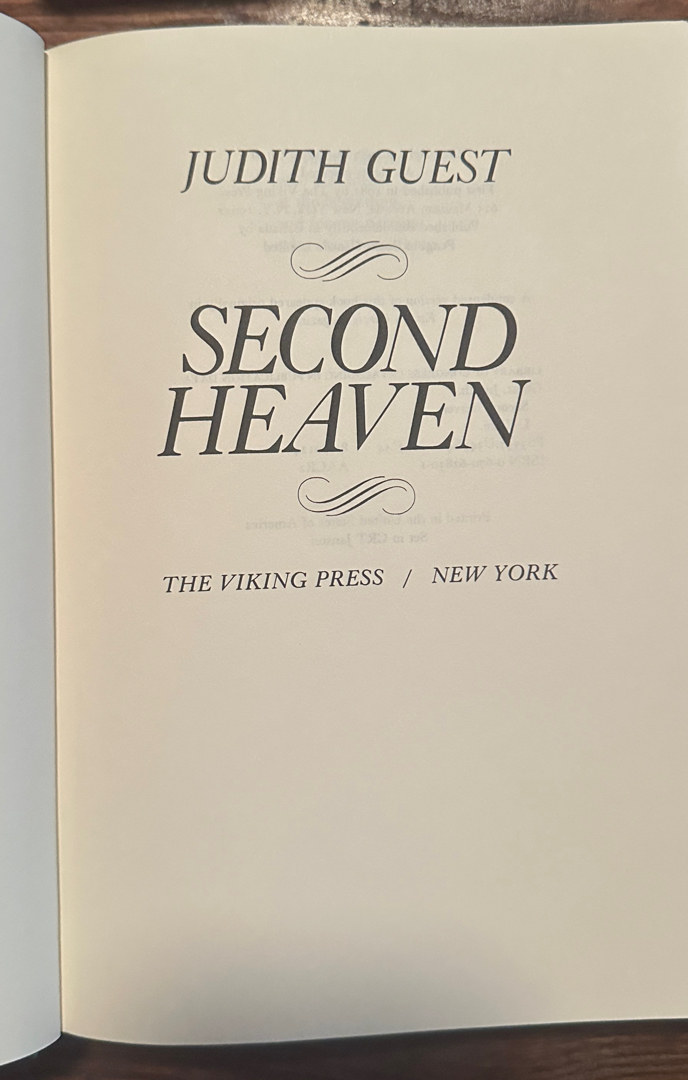 JUDITH GUEST
SECOND
HEAVEN
THE VIKING PRESS / NEW YORK